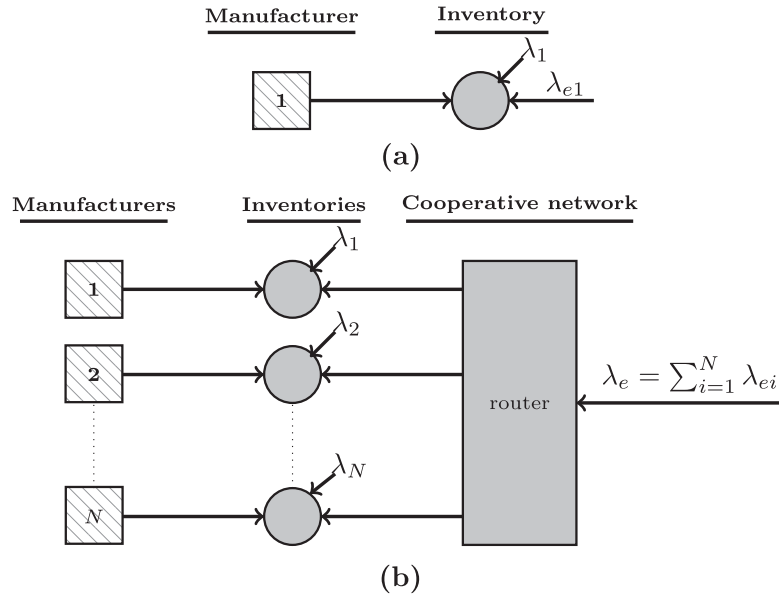 Manufacturer Inventory
λ1
1 λe1
(a)
Manufacturers Inventories Cooperative network
λ1
1
λ2
2
λe = ∑_{i=1}^{N} λei
router
λN
N
(b)